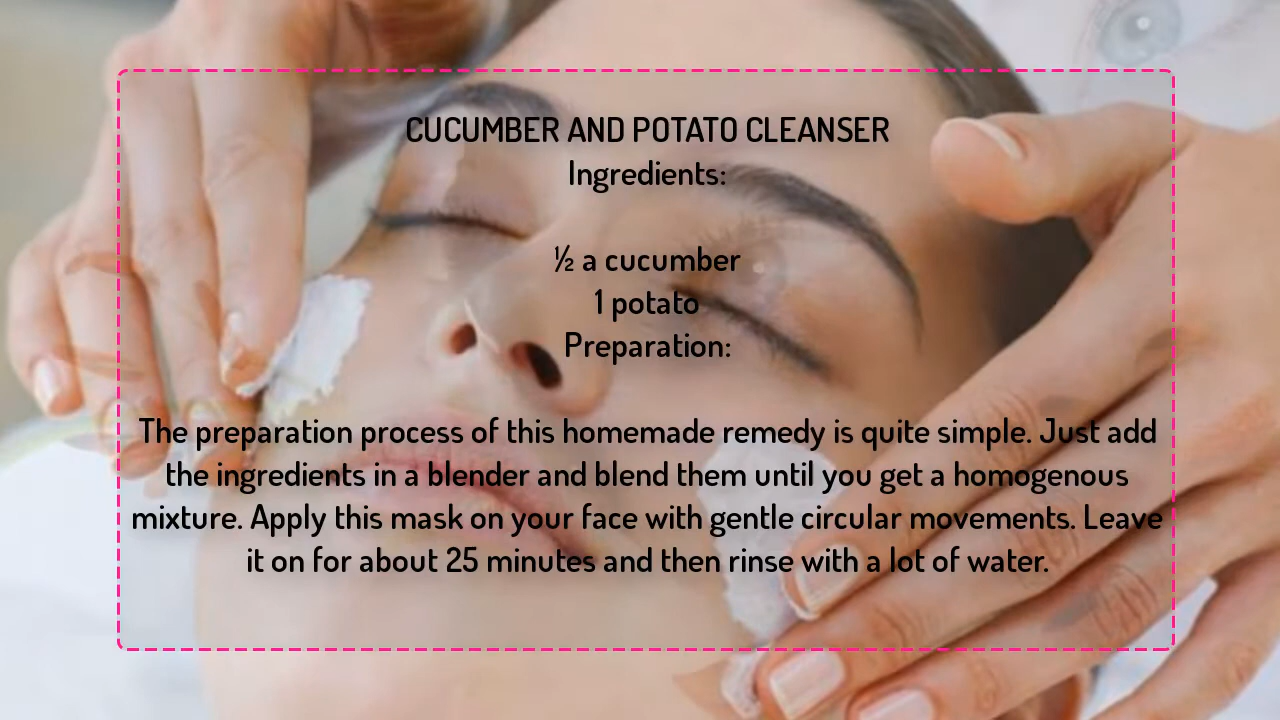 CUCUMBER AND POTATO CLEANSER
Ingredients:
½ a cucumber
1 potato
Preparation:
The preparation process of this homemade remedy is quite simple. Just add
the ingredients in a blender and blend them until you get a homogenous
mixture. Apply this mask on your face with gentle circular movements. Leave
it on for about 25 minutes and then rinse with a lot of water.